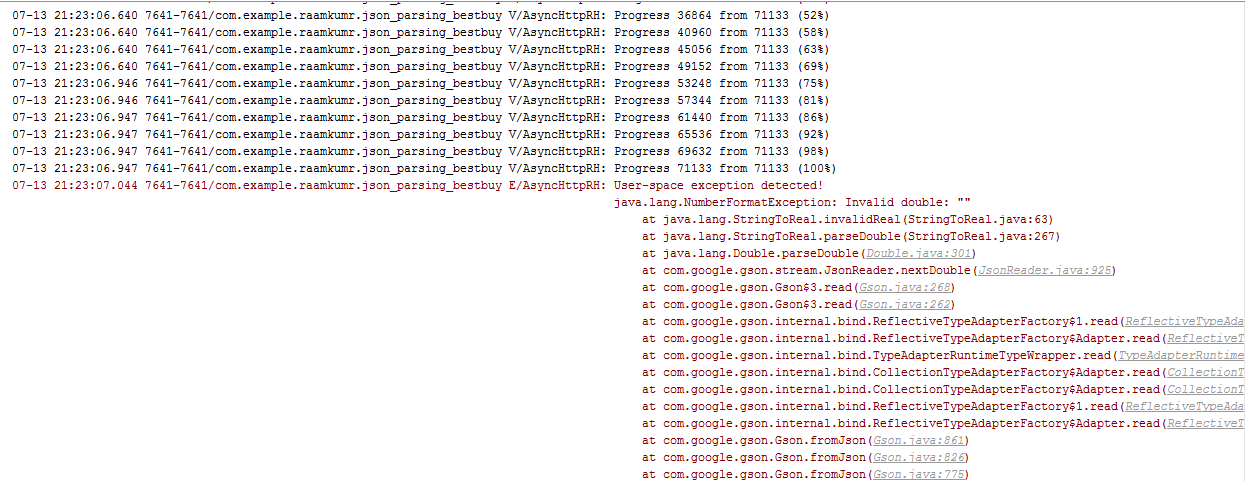 07-13 21:23:06.640 7641-7641/com.example.raamkumr.json_parsing_bestbuy V/AsyncHttpRH: Progress 36864 from 71133 (52%)
07-13 21:23:06.640 7641-7641/com.example.raamkumr.json_parsing_bestbuy V/AsyncHttpRH: Progress 40960 from 71133 (58%)
07-13 21:23:06.640 7641-7641/com.example.raamkumr.json_parsing_bestbuy V/AsyncHttpRH: Progress 45056 from 71133 (63%)
07-13 21:23:06.640 7641-7641/com.example.raamkumr.json_parsing_bestbuy V/AsyncHttpRH: Progress 49152 from 71133 (69%)
07-13 21:23:06.946 7641-7641/com.example.raamkumr.json_parsing_bestbuy V/AsyncHttpRH: Progress 53248 from 71133 (75%)
07-13 21:23:06.946 7641-7641/com.example.raamkumr.json_parsing_bestbuy V/AsyncHttpRH: Progress 57344 from 71133 (81%)
07-13 21:23:06.947 7641-7641/com.example.raamkumr.json_parsing_bestbuy V/AsyncHttpRH: Progress 61440 from 71133 (86%)
07-13 21:23:06.947 7641-7641/com.example.raamkumr.json_parsing_bestbuy V/AsyncHttpRH: Progress 65536 from 71133 (92%)
07-13 21:23:06.947 7641-7641/com.example.raamkumr.json_parsing_bestbuy V/AsyncHttpRH: Progress 69632 from 71133 (98%)
07-13 21:23:06.947 7641-7641/com.example.raamkumr.json_parsing_bestbuy V/AsyncHttpRH: Progress 71133 from 71133 (100%)
07-13 21:23:07.044 7641-7641/com.example.raamkumr.json_parsing_bestbuy E/AsyncHttpRH: User-space exception detected!
java.lang.NumberFormatException: Invalid double: ""
at java.lang.StringToReal.invalidReal(StringToReal.java:63)
at java.lang.StringToReal.parseDouble(StringToReal.java:267)
at java.lang.Double.parseDouble(Double.java:301)
at com.google.gson.stream.JsonReader.nextDouble(JsonReader.java:925)
at com.google.gson.Gson$3.read(Gson.java:268)
at com.google.gson.Gson$3.read(Gson.java:262)
at com.google.gson.internal.bind.ReflectiveTypeAdapterFactory$1.read(ReflectiveTypeAda
at com.google.gson.internal.bind.ReflectiveTypeAdapterFactory$Adapter.read(ReflectiveT
at com.google.gson.internal.bind.TypeAdapterRuntimeTypeWrapper.read(TypeAdapterRuntime
at com.google.gson.internal.bind.CollectionTypeAdapterFactory$Adapter.read(CollectionT
at com.google.gson.internal.bind.CollectionTypeAdapterFactory$Adapter.read(CollectionT
at com.google.gson.internal.bind.ReflectiveTypeAdapterFactory$1.read(ReflectiveTypeAda
at com.google.gson.internal.bind.ReflectiveTypeAdapterFactory$Adapter.read(ReflectiveT
at com.google.gson.Gson.fromJson(Gson.java:861)
at com.google.gson.Gson.fromJson(Gson.java:826)
at com.google.gson.Gson.fromJson(Gson.java:775)